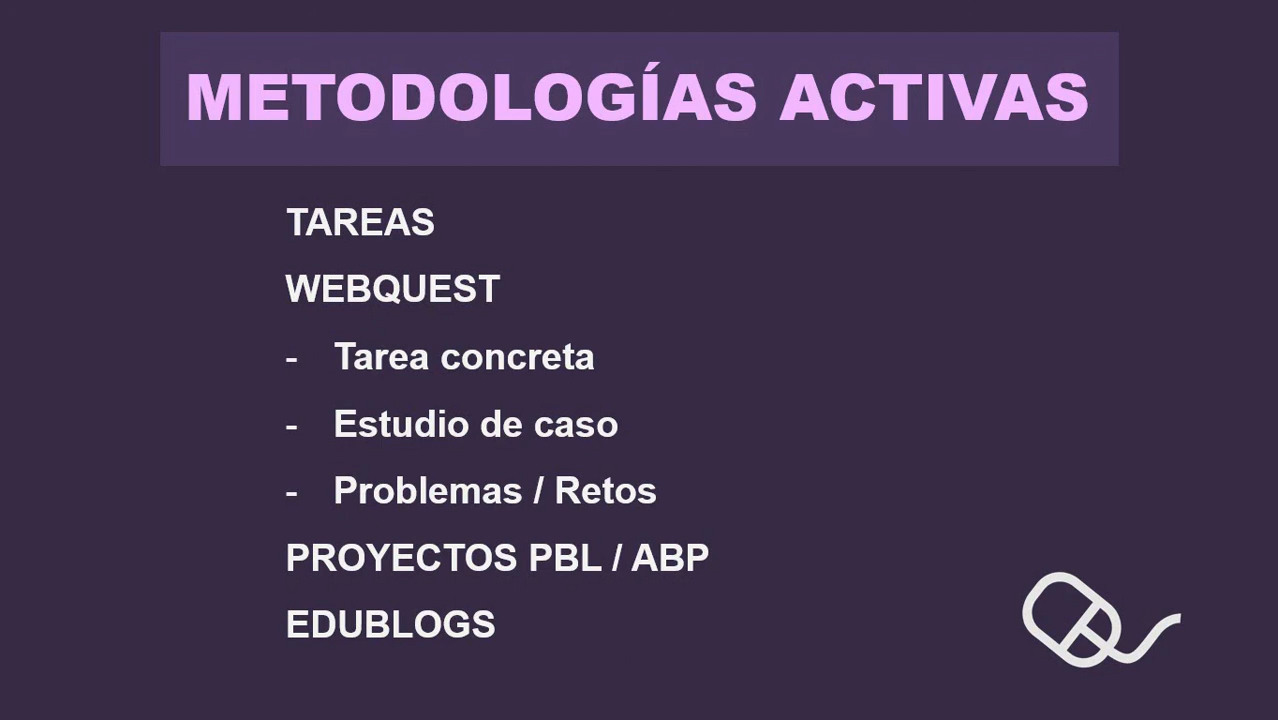 METODOLOGÍAS ACTIVAS
TAREAS
WEBQUEST
- Tarea concreta
- Estudio de caso
- Problemas / Retos
PROYECTOS PBL / ABP
EDUBLOGS